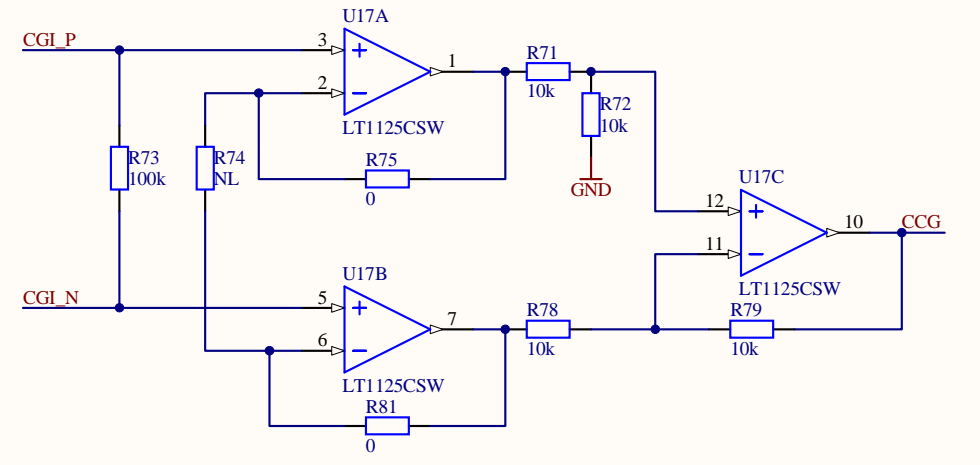 U17A
CGI_P
3
1
2
R71
10k
R72
10k
LT1125CSW
R73
100k
R74
NL
R75
0
GND
U17C
12
10
CCG
11
U17B
CGI_N
5
7
6
LT1125CSW
R78
10k
R79
10k
LT1125CSW
R81
0